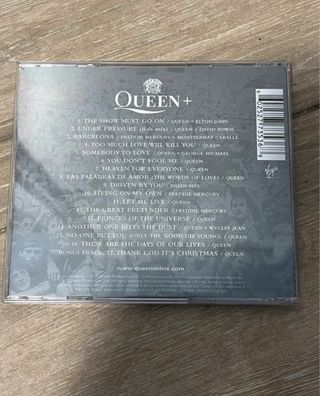 QUEEN+
1. THE SHOW MUST GO ON / QUEEN + ELTON JOHN
2. UNDER PRESSURE (Rah mix) / QUEEN + DAVID BOWIE
3. BARCELONA / FREDDIE MERCURY + MONTSERRAT CABALLÉ
4. TOO MUCH LOVE WILL KILL YOU / QUEEN
5. SOMEBODY TO LOVE / QUEEN + GEORGE MICHAEL
6. YOU DON'T FOOL ME / QUEEN
7. HEAVEN FOR EVERYONE / QUEEN
8. LAS PALABRAS DE AMOR (THE WORDS OF LOVE) / QUEEN
9. DRIVEN BY YOU / BRIAN MAY
10. LIVING ON MY OWN / FREDDIE MERCURY
11. LET ME LIVE / QUEEN
12. THE GREAT PRETENDER / FREDDIE MERCURY
13. PRINCES OF THE UNIVERSE / QUEEN
14. ANOTHER ONE BITES THE DUST / QUEEN + WYCLEF JEAN
15. NO-ONE BUT YOU (ONLY THE GOOD DIE YOUNG) / QUEEN
16. THESE ARE THE DAYS OF OUR LIVES / QUEEN
BONUS TRACK: 17. THANK GOD IT'S CHRISTMAS / QUEEN
www.queenonline.com
Virgin